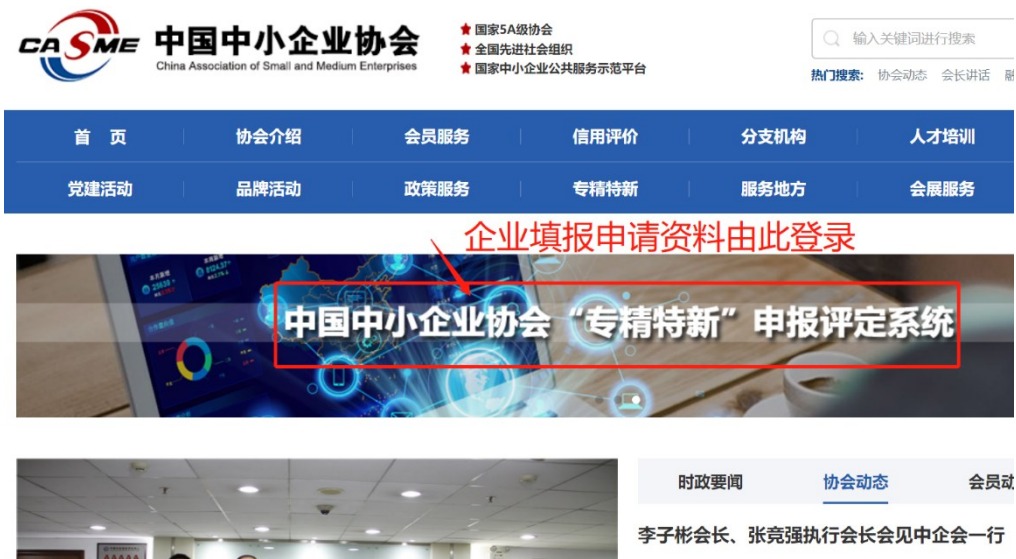 CASME 中国中小企业协会
China Association of Small and Medium Enterprises
国家5A级协会
全国先进社会组织
国家中小企业公共服务示范平台
输入关键词进行搜索
热门搜索: 协会动态 会长讲话 融
首 页 协会介绍 会员服务 信用评价 分支机构 人才培训
党建活动 品牌活动 政策服务 专精特新 服务地方 会展服务
企业填报申请资料由此登录
中国中小企业协会“专精特新”申报评定系统
时政要闻 协会动态 会员动
李子彬会长、张竞强执行会长会见中企会一行